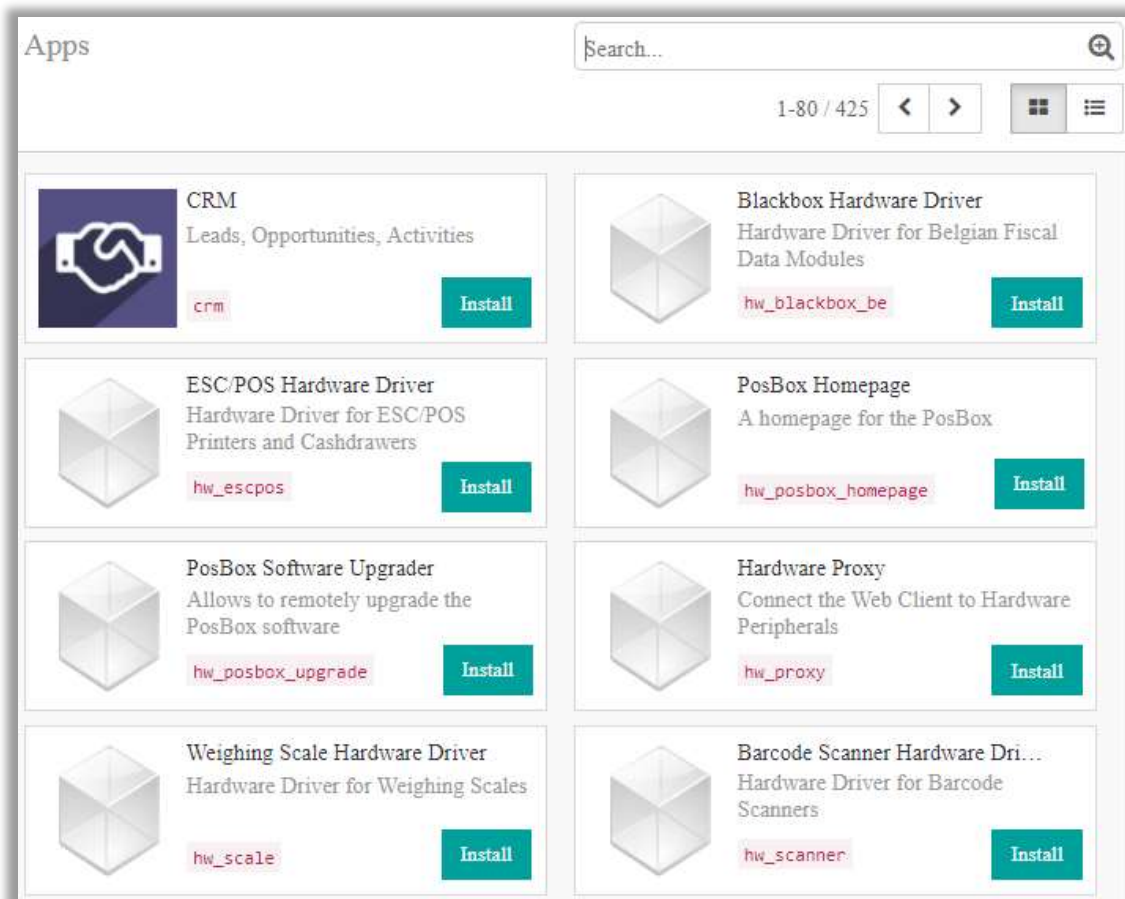 Apps
Search...
1-80 / 425
CRM
Leads, Opportunities, Activities
crm
Install
Blackbox Hardware Driver
Hardware Driver for Belgian Fiscal
Data Modules
hw_blackbox_be
Install
ESC/POS Hardware Driver
Hardware Driver for ESC/POS
Printers and Cashdrawers
hw_escpos
Install
PosBox Homepage
A homepage for the PosBox
hw_posbox_homepage
Install
PosBox Software Upgrader
Allows to remotely upgrade the
PosBox software
hw_posbox_upgrade
Install
Hardware Proxy
Connect the Web Client to Hardware
Peripherals
hw_proxy
Install
Weighing Scale Hardware Driver
Hardware Driver for Weighing Scales
hw_scale
Install
Barcode Scanner Hardware Dri...
Hardware Driver for Barcode
Scanners
hw_scanner
Install